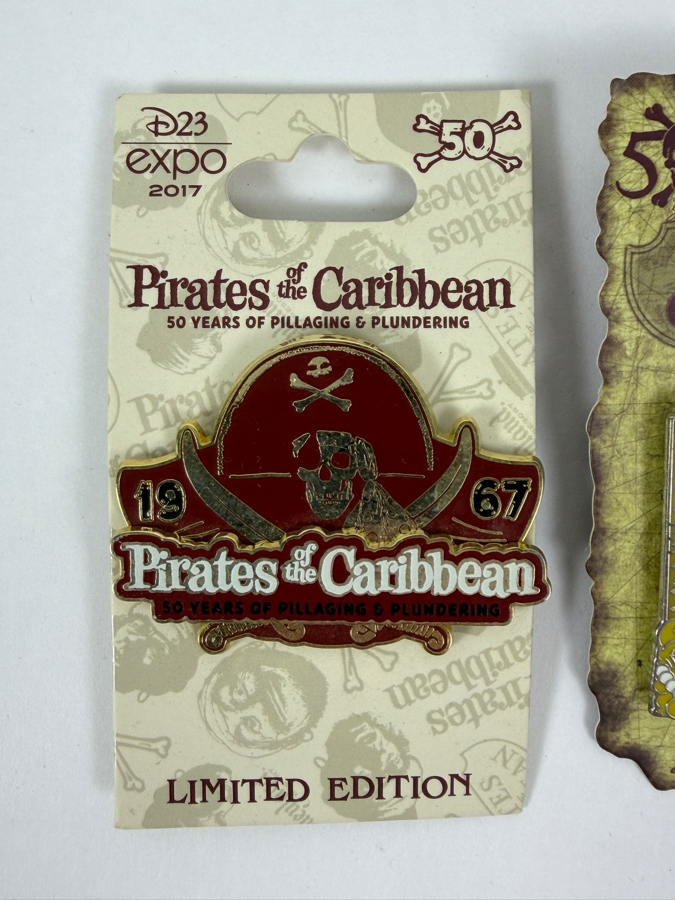 D23
expo
2017
50
Pirates of the Caribbean
50 YEARS OF PILLAGING & PLUNDERING
19 67
Pirates of the Caribbean
50 YEARS OF PILLAGING & PLUNDERING
LIMITED EDITION
5